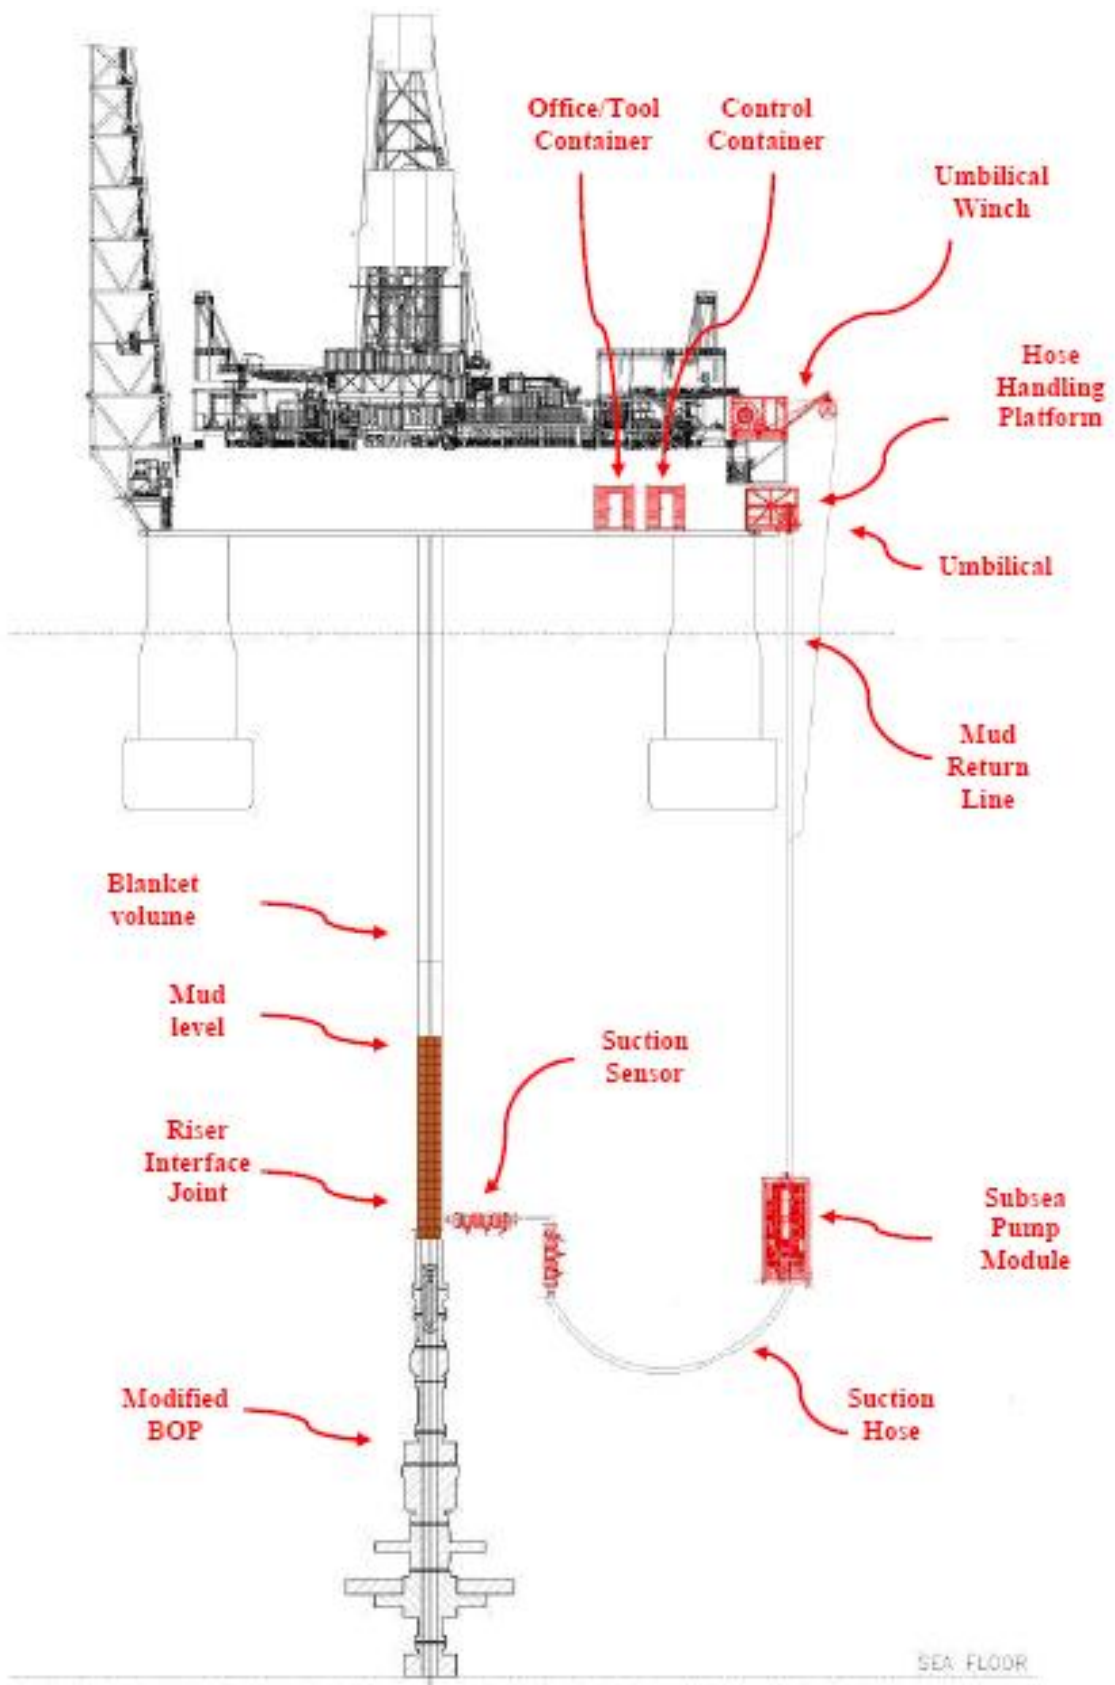 Office/Tool
Container
Control
Container
Umbilical
Winch
Hose
Handling
Platform
Umbilical
Mud
Return
Line
Blanket
volume
Mud
level
Suction
Sensor
Riser
Interface
Joint
Subsea
Pump
Module
Modified
BOP
Suction
Hose
SEA FLOOR